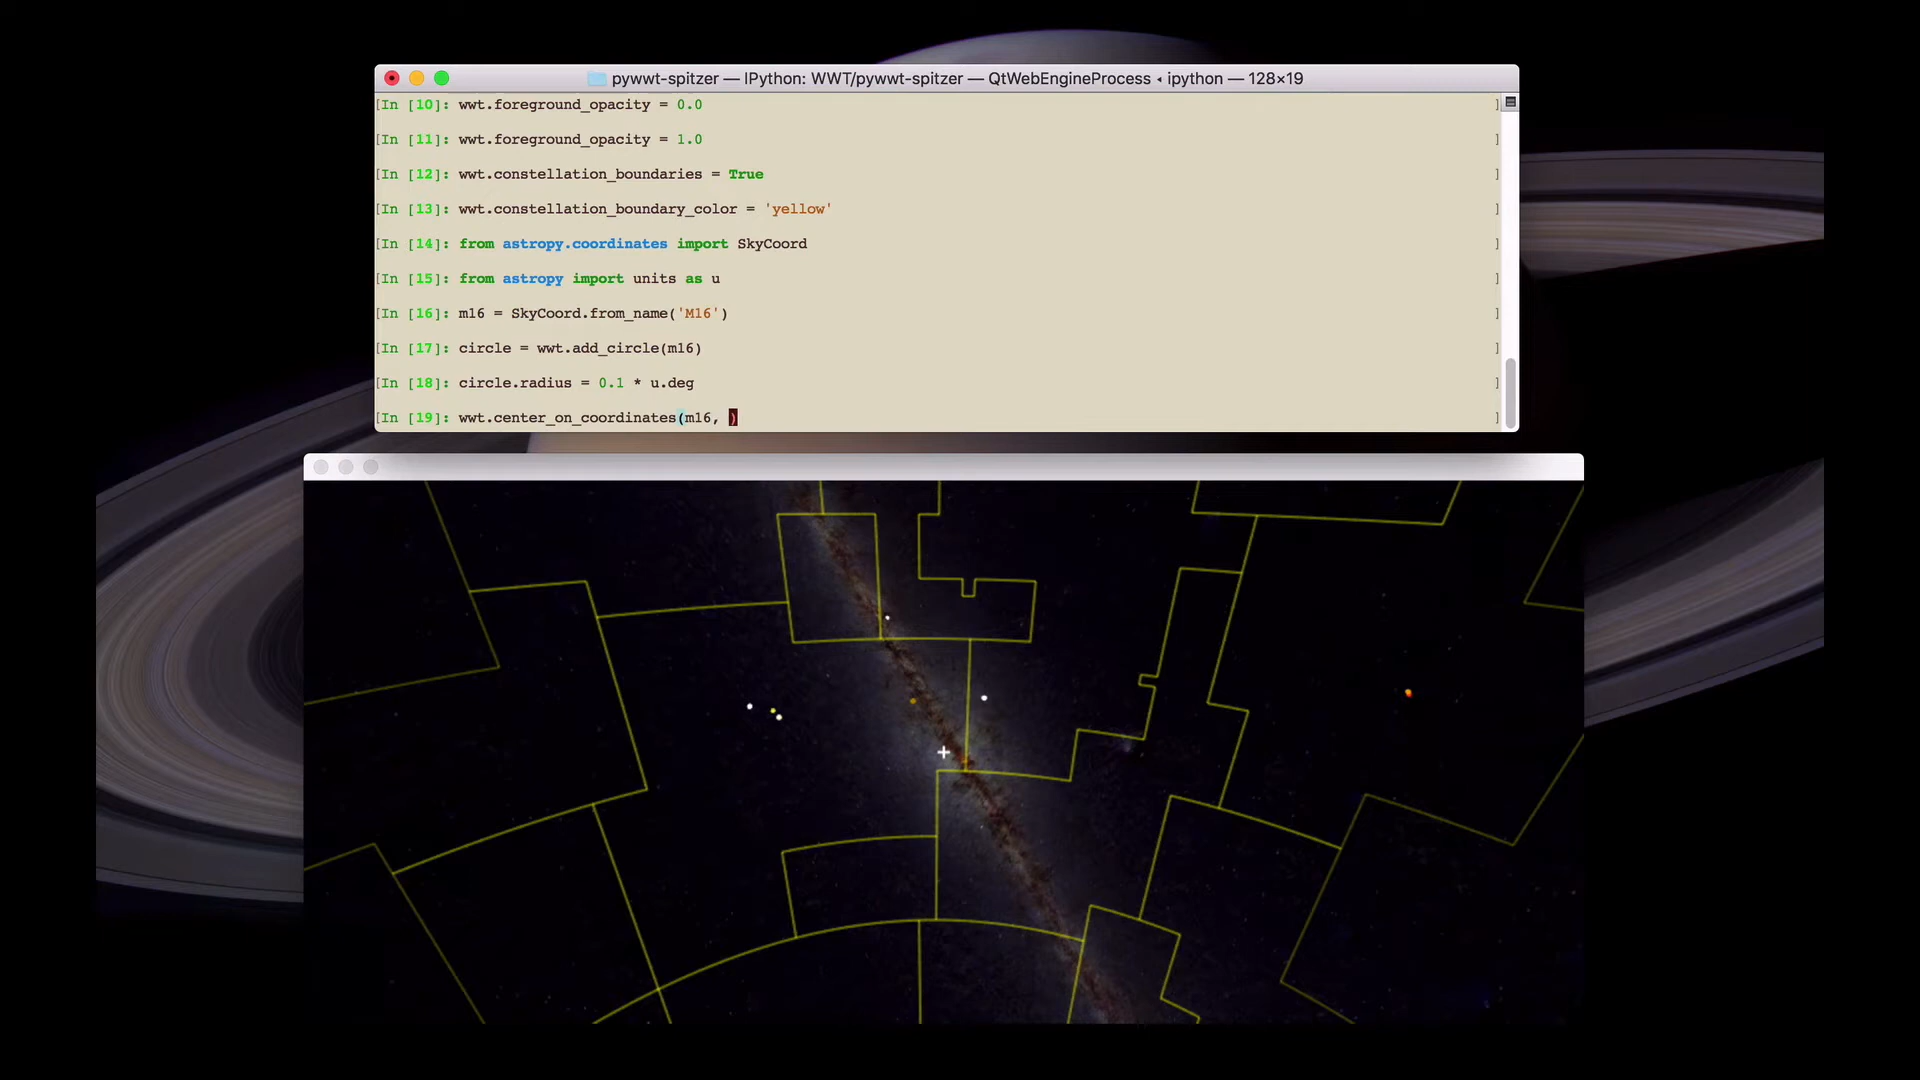 pywwt-spitzer — IPython: WWT/pywwt-spitzer — QtWebEngineProcess ◂ ipython — 128×19
[In [10]: wwt.foreground_opacity = 0.0 ]
[In [11]: wwt.foreground_opacity = 1.0 ]
[In [12]: wwt.constellation_boundaries = True ]
[In [13]: wwt.constellation_boundary_color = 'yellow' ]
[In [14]: from astropy.coordinates import SkyCoord ]
[In [15]: from astropy import units as u ]
[In [16]: m16 = SkyCoord.from_name('M16') ]
[In [17]: circle = wwt.add_circle(m16) ]
[In [18]: circle.radius = 0.1 * u.deg ]
[In [19]: wwt.center_on_coordinates(m16, ) ]